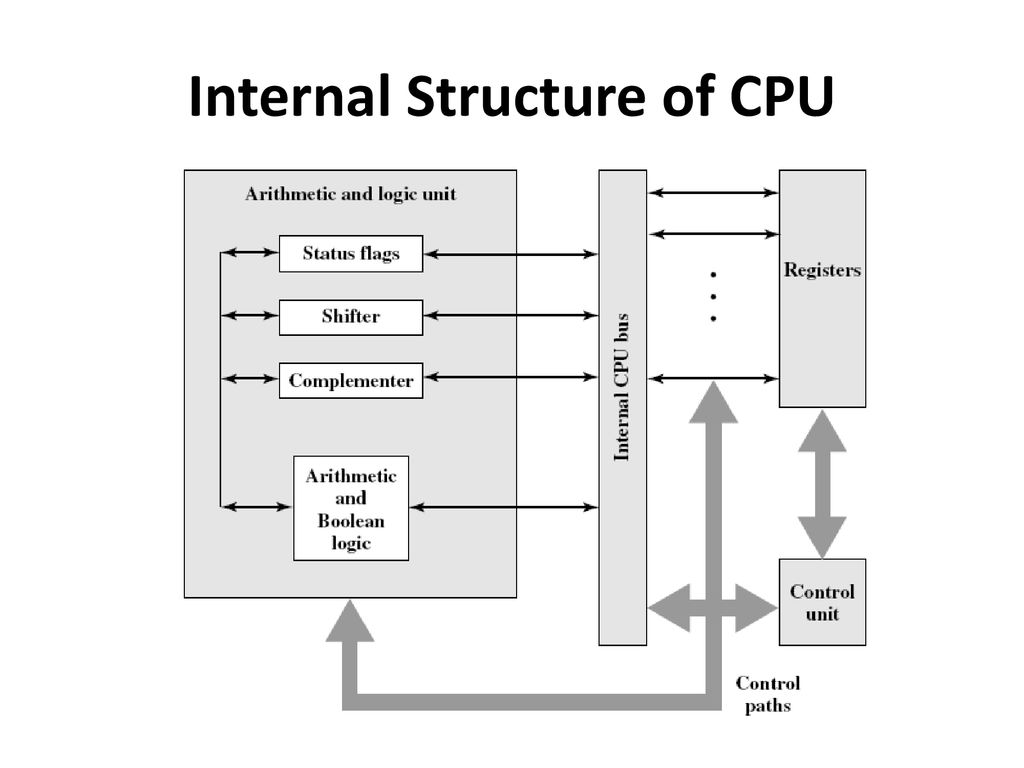 Internal Structure of CPU
Arithmetic and logic unit
Status flags
Shifter
Complementer
Arithmetic
and
Boolean
logic
Internal CPU bus
Registers
Control
unit
Control
paths